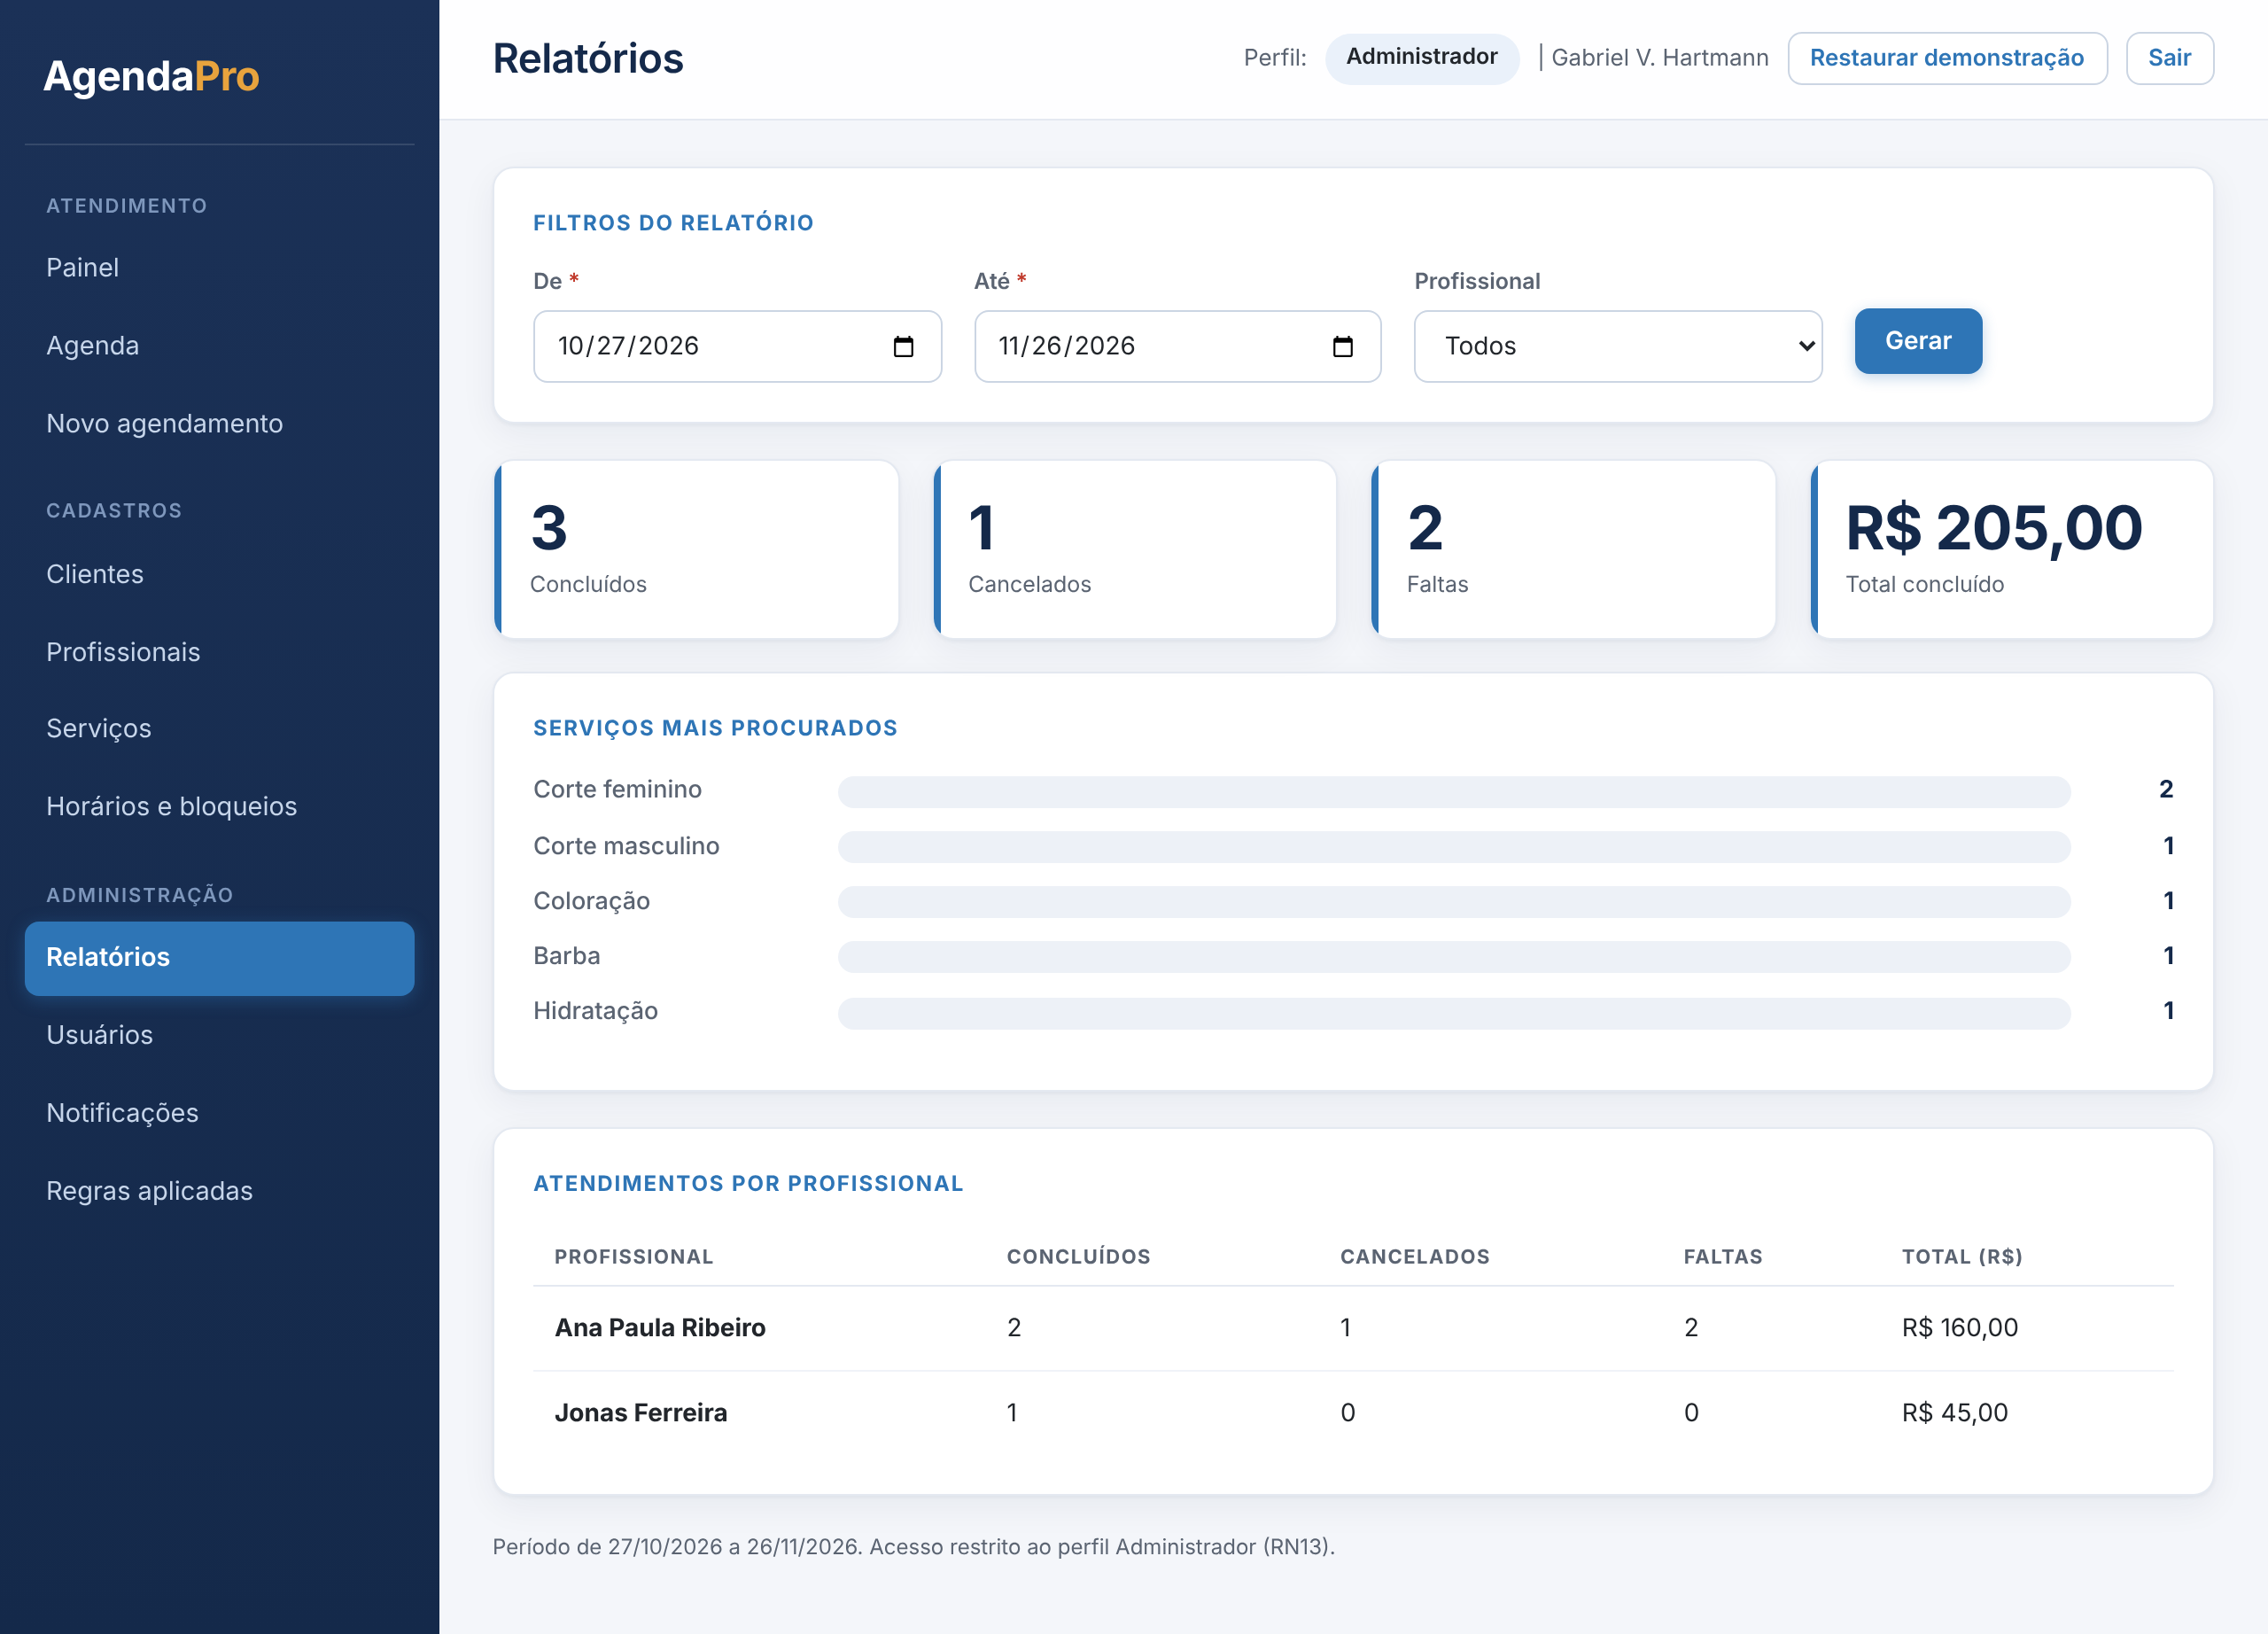 AgendaPro
ATENDIMENTO
Painel
Agenda
Novo agendamento
CADASTROS
Clientes
Profissionais
Serviços
Horários e bloqueios
ADMINISTRAÇÃO
Relatórios
Usuários
Notificações
Regras aplicadas
Relatórios
Perfil: Administrador | Gabriel V. Hartmann Restaurar demonstração Sair
FILTROS DO RELATÓRIO
De * Até * Profissional
10/27/2026 11/26/2026 Todos Gerar
3 1 2 R$ 205,00
Concluídos Cancelados Faltas Total concluído
SERVIÇOS MAIS PROCURADOS
Corte feminino 2
Corte masculino 1
Coloração 1
Barba 1
Hidratação 1
ATENDIMENTOS POR PROFISSIONAL
PROFISSIONAL CONCLUÍDOS CANCELADOS FALTAS TOTAL (R$)
Ana Paula Ribeiro 2 1 2 R$ 160,00
Jonas Ferreira 1 0 0 R$ 45,00
Período de 27/10/2026 a 26/11/2026. Acesso restrito ao perfil Administrador (RN13).